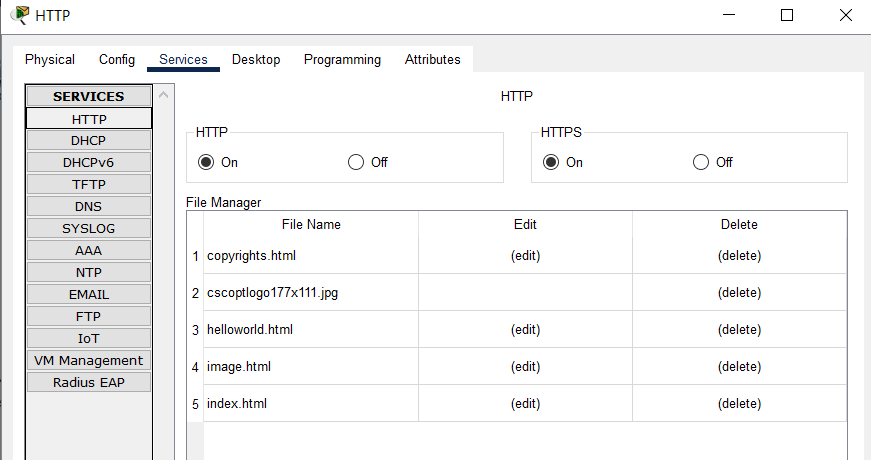 HTTP
Physical Config Services Desktop Programming Attributes
SERVICES
HTTP
DHCP
DHCPv6
TFTP
DNS
SYSLOG
AAA
NTP
EMAIL
FTP
IoT
VM Management
Radius EAP
HTTP
HTTP
On Off
HTTPS
On Off
File Manager
File Name Edit Delete
1 copyrights.html (edit) (delete)
2 cscoptlogo177x111.jpg (delete)
3 helloworld.html (edit) (delete)
4 image.html (edit) (delete)
5 index.html (edit) (delete)